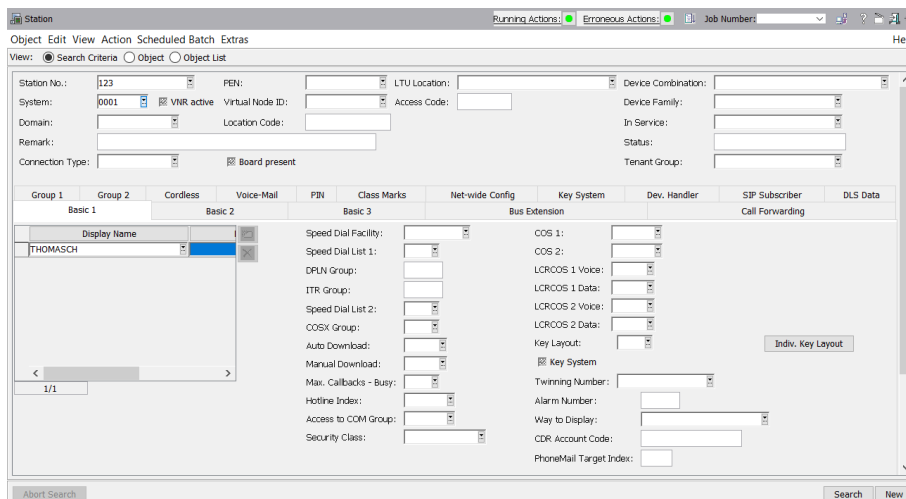 Station Running Actions: Erroneous Actions: Job Number:
Object Edit View Action Scheduled Batch Extras He
View: Search Criteria Object Object List
Station No.: 123 PEN: LTU Location: Device Combination:
System: 0001 VNR active Virtual Node ID: Access Code: Device Family:
Domain: Location Code: In Service:
Remark: Status:
Connection Type: Board present Tenant Group:
Group 1 Group 2 Cordless Voice-Mail PIN Class Marks Net-wide Config Key System Dev. Handler SIP Subscriber DLS Data
Basic 1 Basic 2 Basic 3 Bus Extension Call Forwarding
Display Name
THOMASCH
1/1
Speed Dial Facility:
Speed Dial List 1:
DPLN Group:
ITR Group:
Speed Dial List 2:
COSX Group:
Auto Download:
Manual Download:
Max. Callbacks - Busy:
Hotline Index:
Access to COM Group:
Security Class:
COS 1:
COS 2:
LCRCOS 1 Voice:
LCRCOS 1 Data:
LCRCOS 2 Voice:
LCRCOS 2 Data:
Key Layout: Indiv. Key Layout
Key System
Twinning Number:
Alarm Number:
Way to Display:
CDR Account Code:
PhoneMail Target Index:
Abort Search Search New